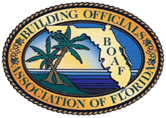 BUILDING OFFICIALS
ASSOCIATION OF FLORIDA
BOAF